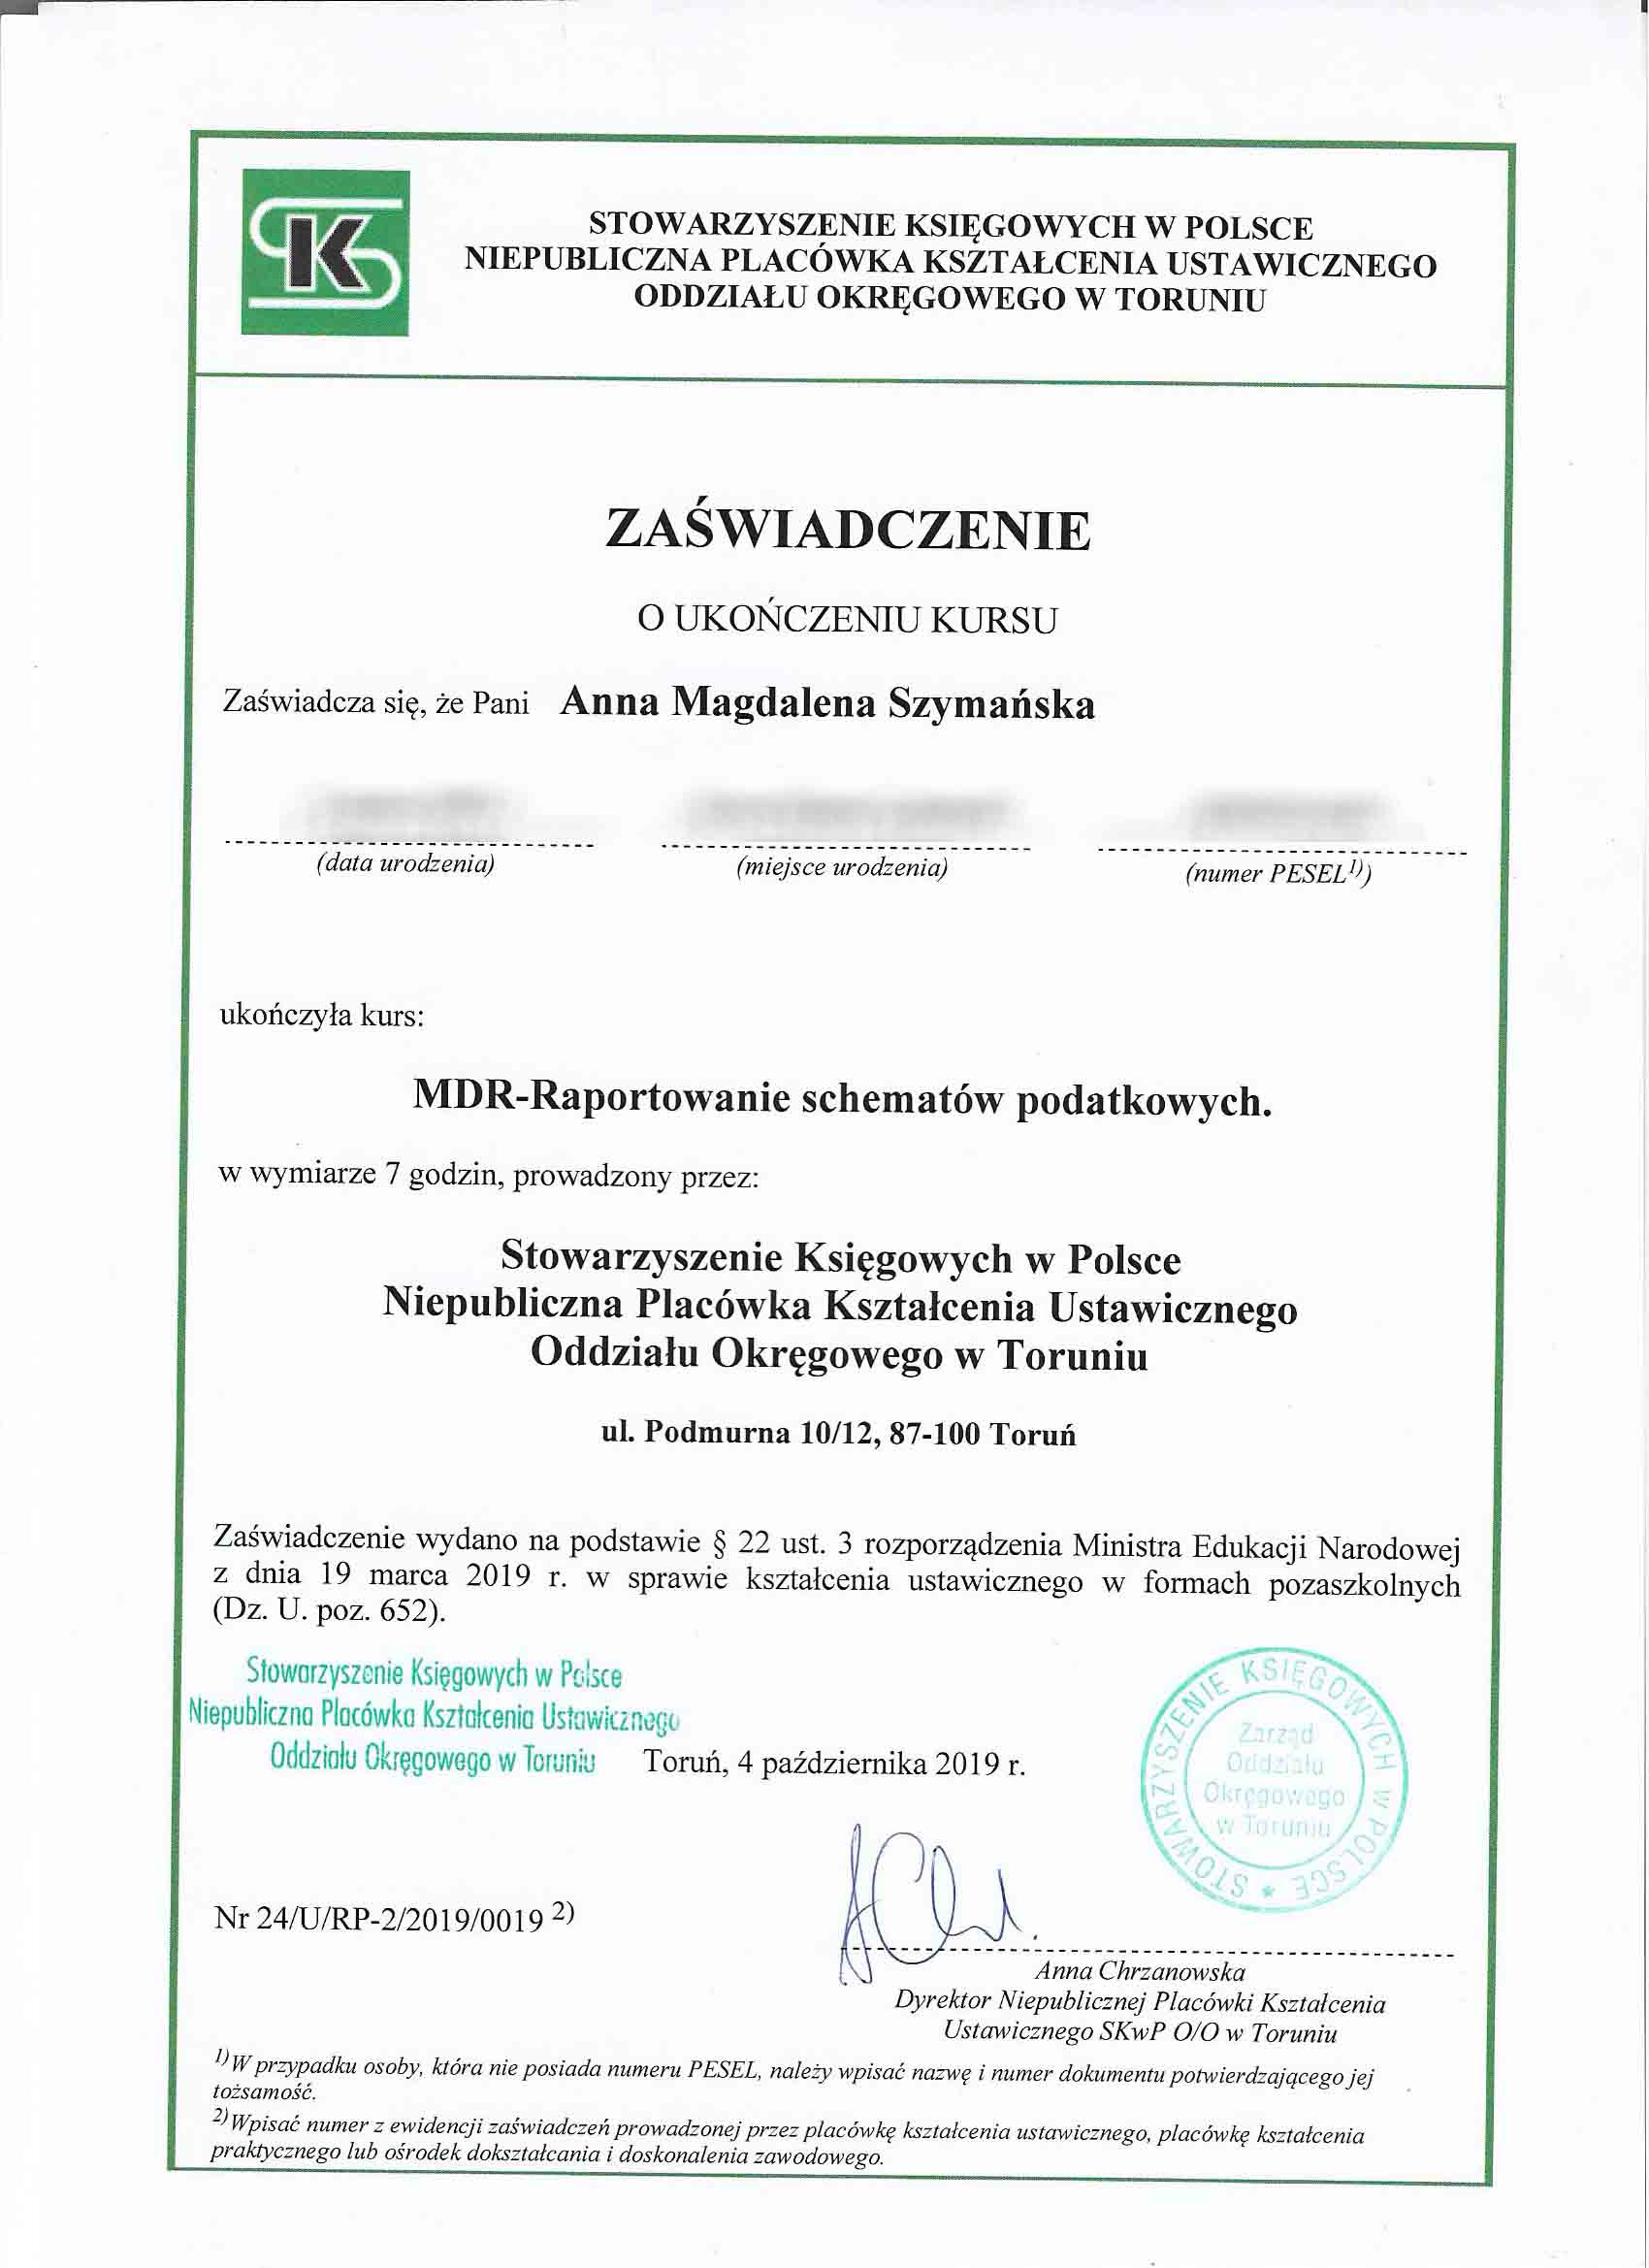 SKS
STOWARZYSZENIE KSIĘGOWYCH W POLSCE
NIEPUBLICZNA PLACÓWKA KSZTAŁCENIA USTAWICZNEGO
ODDZIAŁU OKRĘGOWEGO W TORUNIU
ZAŚWIADCZENIE
O UKOŃCZENIU KURSU
Zaświadcza się, że Pani Anna Magdalena Szymańska
(data urodzenia) (miejsce urodzenia) (numer PESEL1))
ukończyła kurs:
MDR-Raportowanie schematów podatkowych.
w wymiarze 7 godzin, prowadzony przez:
Stowarzyszenie Księgowych w Polsce
Niepubliczna Placówka Kształcenia Ustawicznego
Oddziału Okręgowego w Toruniu
ul. Podmurna 10/12, 87-100 Toruń
Zaświadczenie wydano na podstawie § 22 ust. 3 rozporządzenia Ministra Edukacji Narodowej
z dnia 19 marca 2019 r. w sprawie kształcenia ustawicznego w formach pozaszkolnych
(Dz. U. poz. 652).
Stowarzyszenie Księgowych w Polsce
Niepubliczna Placówka Kształcenia Ustawicznego
Oddziału Okręgowego w Toruniu
Toruń, 4 października 2019 r.
STOWARZYSZENIE KSIĘGOWYCH W POLSCE
Zarząd
Oddziału
Okręgowego
w Toruniu
Nr 24/U/RP-2/2019/0019 2)
Anna Chrzanowska
Dyrektor Niepublicznej Placówki Kształcenia
Ustawicznego SKwP O/O w Toruniu
1)W przypadku osoby, która nie posiada numeru PESEL, należy wpisać nazwę i numer dokumentu potwierdzającego jej
tożsamość.
2)Wpisać numer z ewidencji zaświadczeń prowadzonej przez placówkę kształcenia ustawicznego, placówkę kształcenia
praktycznego lub ośrodek dokształcania i doskonalenia zawodowego.